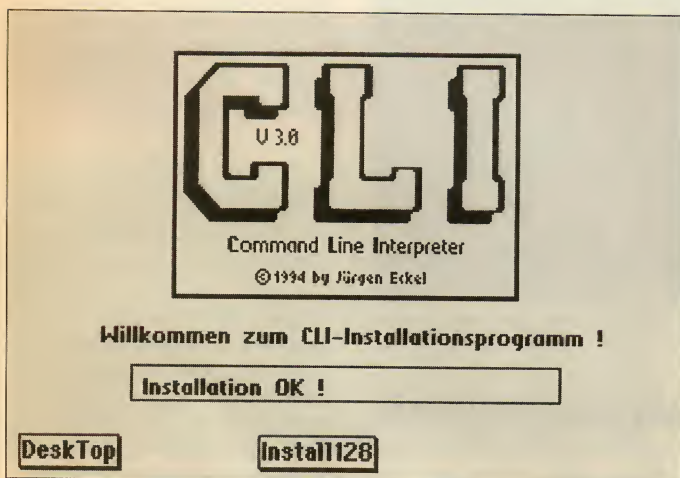 CLI
V 3.0
Command Line Interpreter
©1994 by Jürgen Eckel
Willkommen zum CLI-Installationsprogramm !
Installation OK !
DeskTop
Install128